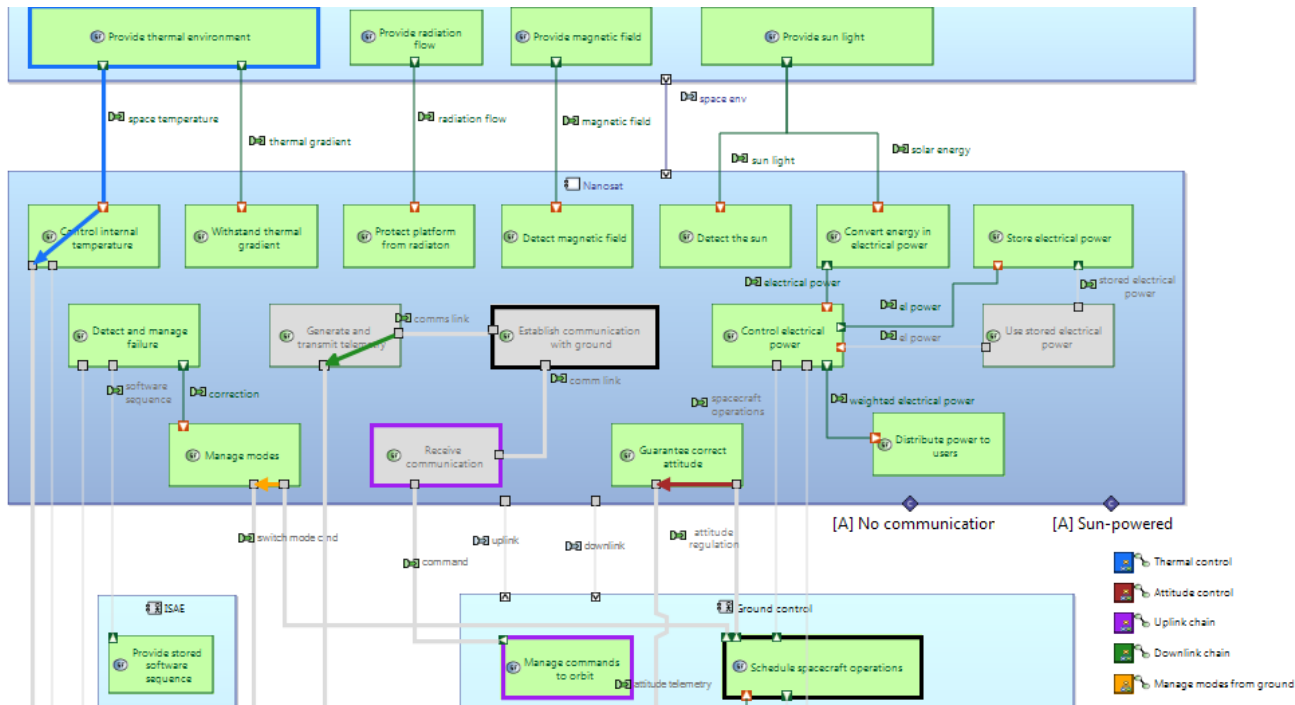 Provide thermal environment
Provide radiation
flow
Provide magnetic field
Provide sun light
space env
space temperature
radiation flow
magnetic field
thermal gradient
solar energy
sun light
Nanosat
Control internal
temperature
Withstand thermal
gradient
Protect platform
from radiaton
Detect magnetic field
Detect the sun
Convert energy in
electrical power
Store electrical power
electrical power
stored electrical
power
el power
comms link
Detect and manage
failure
Generate and
transmit telemetry
Establish communication
with ground
Control electrical
power
el power
Use stored electrical
power
comm link
software
sequence
correction
spacecraft
operations
weighted electrical power
Manage modes
Receive
communication
Guarantee correct
attitude
Distribute power to
users
[A] No communication
[A] Sun-powered
switch mode cmd
uplink
downlink
attitude
regulation
command
Thermal control
Attitude control
Uplink chain
Downlink chain
Manage modes from ground
ISAE
Ground control
Provide stored
software
sequence
Manage commands
to orbit
Schedule spacecraft operations
attitude telemetry